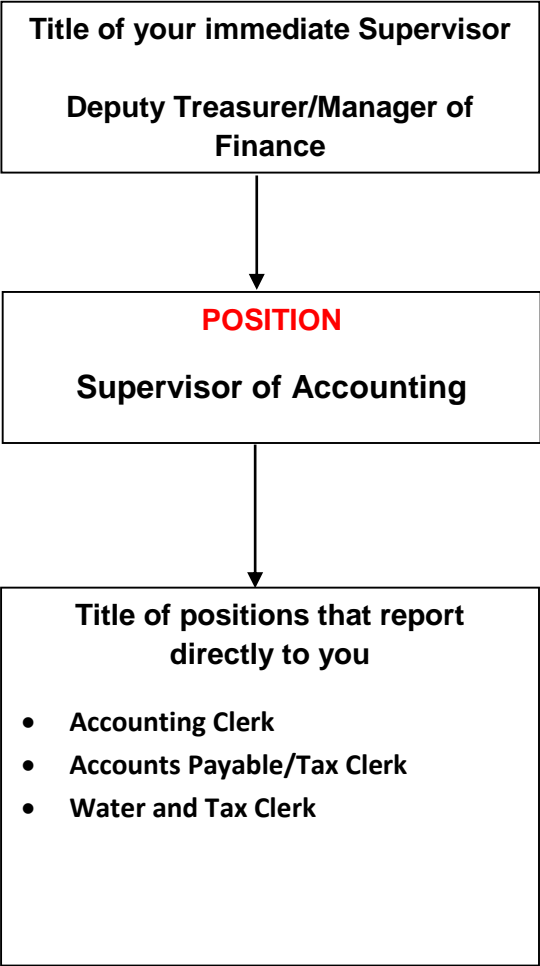 Title of your immediate Supervisor
Deputy Treasurer/Manager of
Finance
POSITION
Supervisor of Accounting
Title of positions that report
directly to you
• Accounting Clerk
• Accounts Payable/Tax Clerk
• Water and Tax Clerk